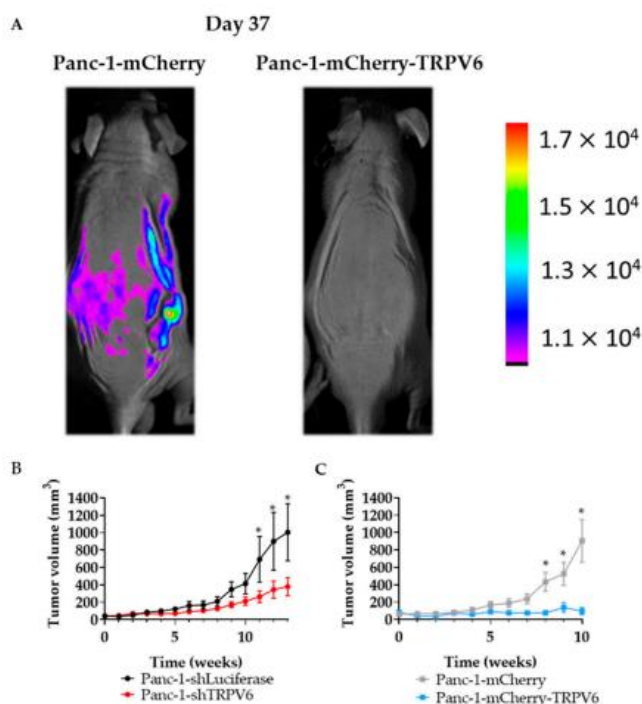 A
Day 37
Panc-1-mCherry
Panc-1-mCherry-TRPV6
1.7 × 10⁴
1.5 × 10⁴
1.3 × 10⁴
1.1 × 10⁴
B
Tumor volume (mm³)
1400
1200
1000
800
600
400
200
0
* * *
0 5 10
Time (weeks)
Panc-1-shLuciferase
Panc-1-shTRPV6
C
Tumor volume (mm³)
1400
1200
1000
800
600
400
200
0
* * *
0 5 10
Time (weeks)
Panc-1-mCherry
Panc-1-mCherry-TRPV6